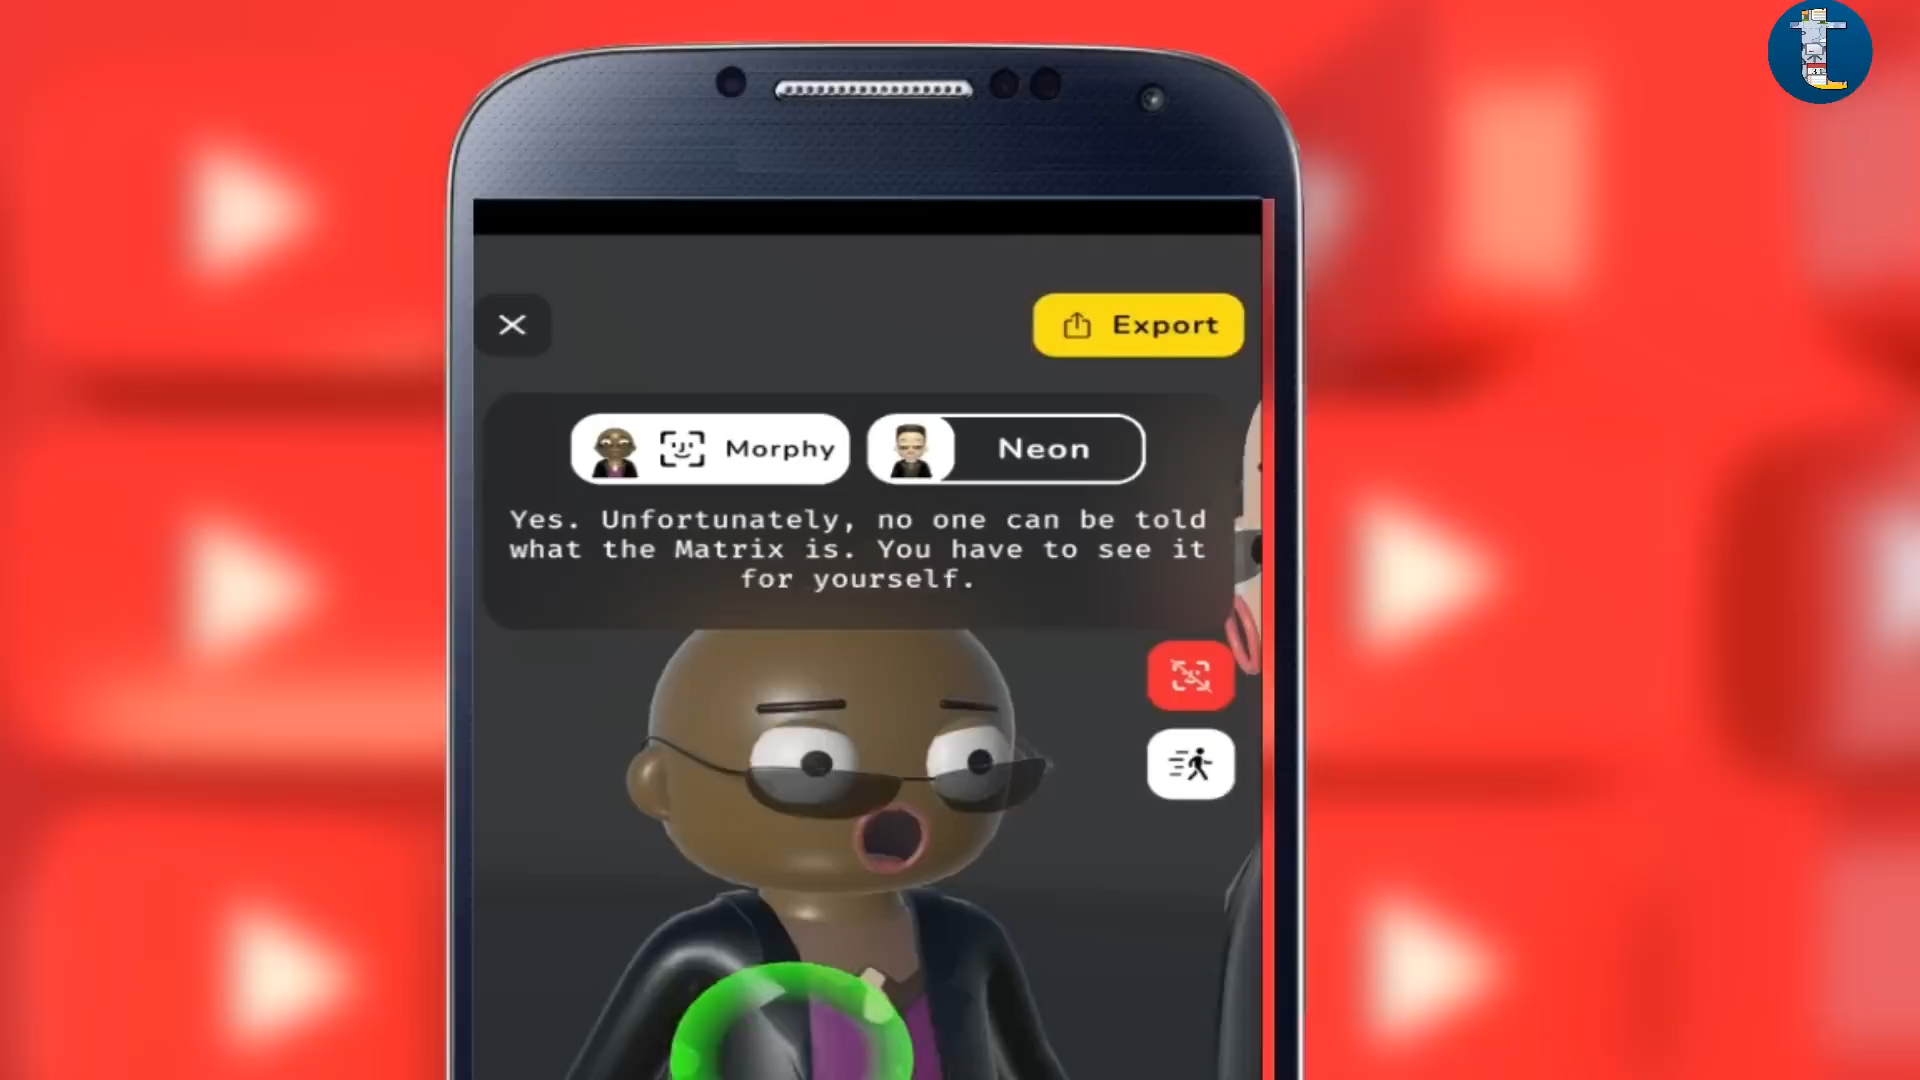 Export
Morphy
Neon
Yes. Unfortunately, no one can be told
what the Matrix is. You have to see it
for yourself.